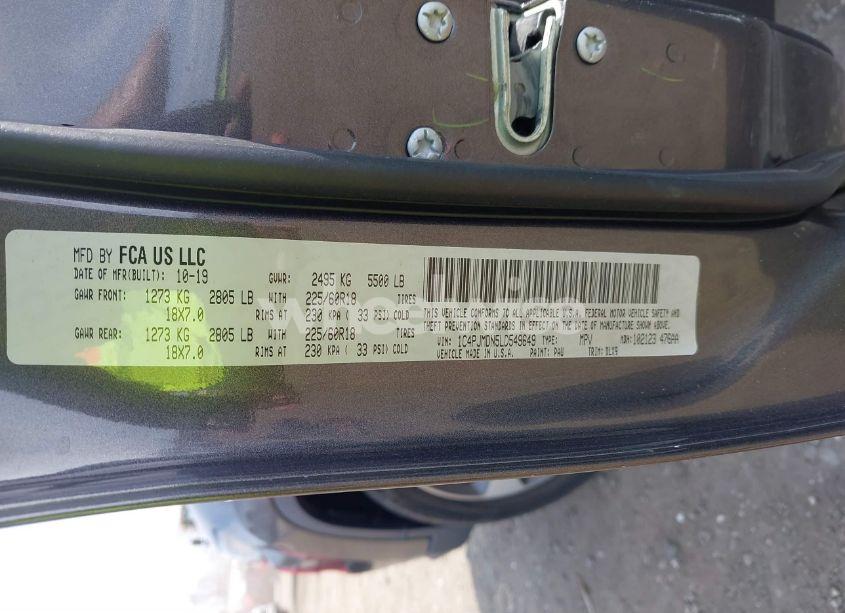 MFD BY FCA US LLC
DATE OF MFR(BUILT): 10-19 GVWR: 2495 KG 5500 LB
GAWR FRONT: 1273 KG 2805 LB WITH 225/60R18 TIRES
18X7.0 RIMS AT 230 KPA ( 33 PSI) COLD
GAWR REAR: 1273 KG 2805 LB WITH 225/60R18 TIRES
18X7.0 RIMS AT 230 KPA ( 33 PSI) COLD
THIS VEHICLE CONFORMS TO ALL APPLICABLE U.S.A. FEDERAL MOTOR VEHICLE SAFETY AND
THEFT PREVENTION STANDARDS IN EFFECT ON THE DATE OF MANUFACTURE SHOWN ABOVE.
VIN: 1C4PJMDN5LD549649 TYPE: MPV MDH: 102123 476AA
VEHICLE MADE IN U.S.A. PAINT: PAU TRIM: DLX9